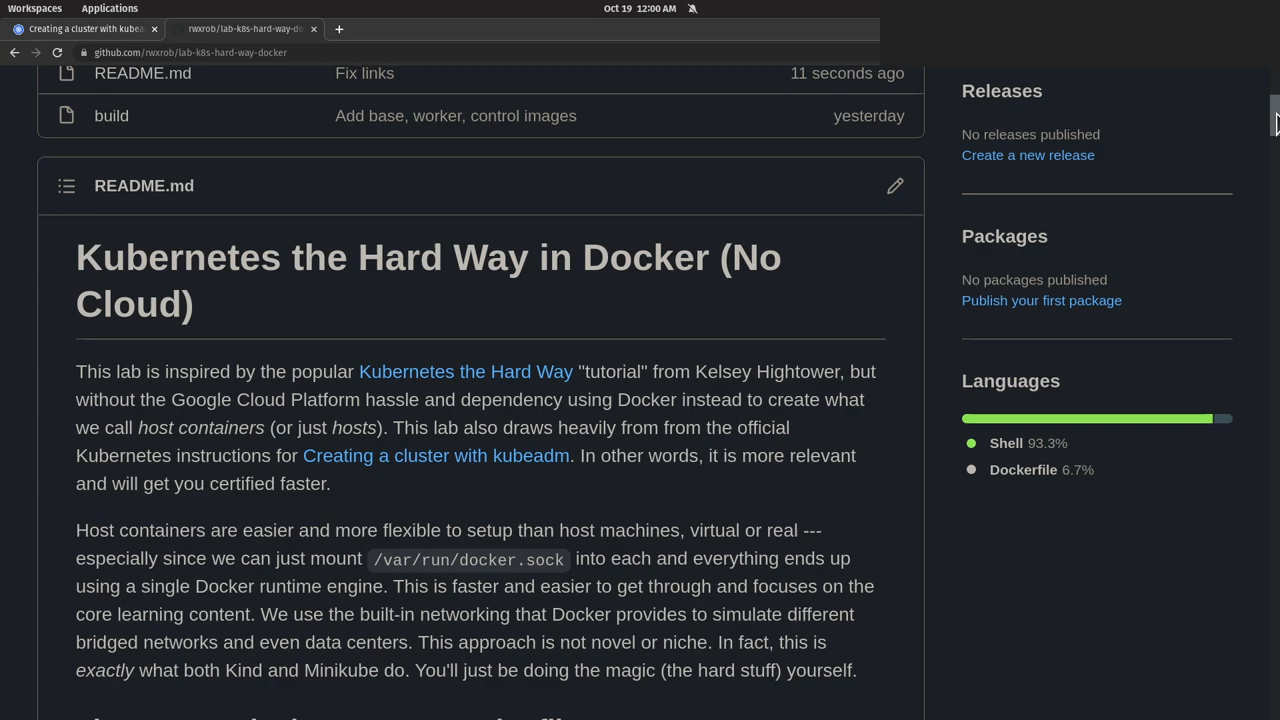 Workspaces Applications Oct 19 12:00 AM
Creating a cluster with kubea rwxrob/lab-k8s-hard-way-do
github.com/rwxrob/lab-k8s-hard-way-docker
README.md Fix links 11 seconds ago
build Add base, worker, control images yesterday
README.md
Kubernetes the Hard Way in Docker (No
Cloud)
This lab is inspired by the popular Kubernetes the Hard Way "tutorial" from Kelsey Hightower, but
without the Google Cloud Platform hassle and dependency using Docker instead to create what
we call host containers (or just hosts). This lab also draws heavily from from the official
Kubernetes instructions for Creating a cluster with kubeadm. In other words, it is more relevant
and will get you certified faster.
Host containers are easier and more flexible to setup than host machines, virtual or real ---
especially since we can just mount /var/run/docker.sock into each and everything ends up
using a single Docker runtime engine. This is faster and easier to get through and focuses on the
core learning content. We use the built-in networking that Docker provides to simulate different
bridged networks and even data centers. This approach is not novel or niche. In fact, this is
exactly what both Kind and Minikube do. You'll just be doing the magic (the hard stuff) yourself.
Releases
No releases published
Create a new release
Packages
No packages published
Publish your first package
Languages
Shell 93.3%
Dockerfile 6.7%